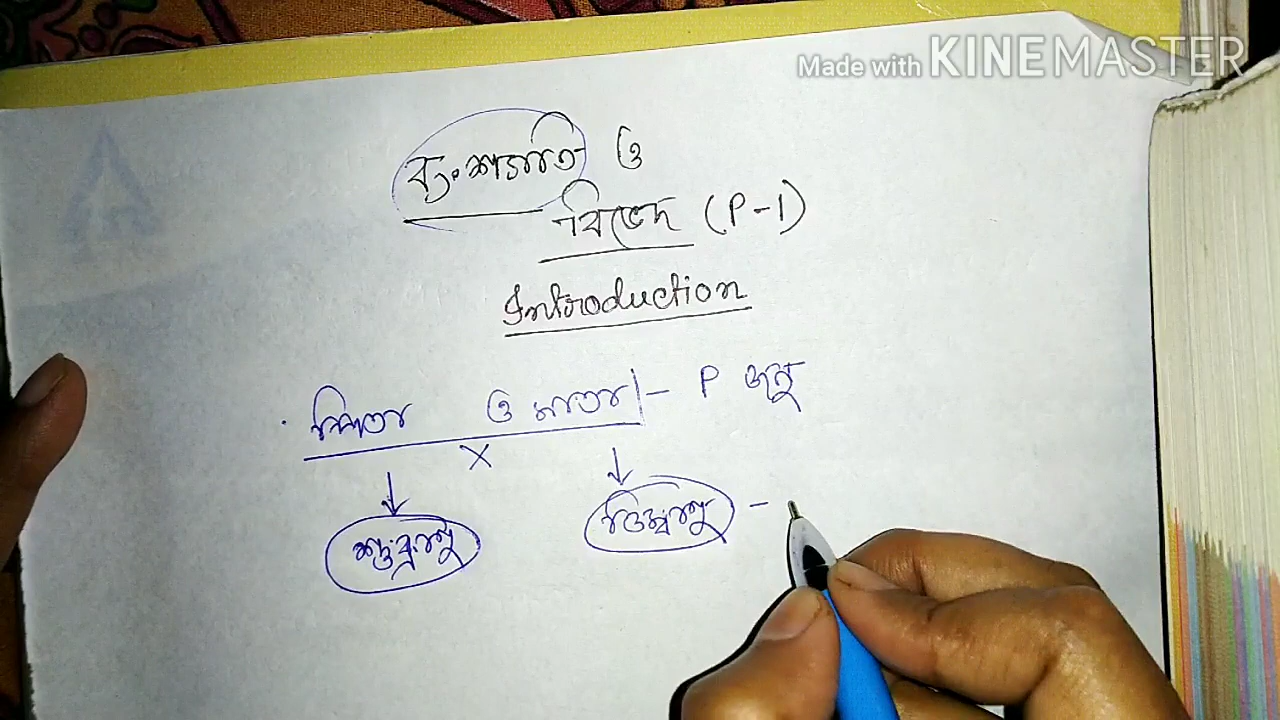 Made with KINEMASTER
বংশগতি ও
বিভেদ (P-1)
Introduction
পিতা ও মাতা - P জনু
X
শুক্রাণু ডিম্বাণু -